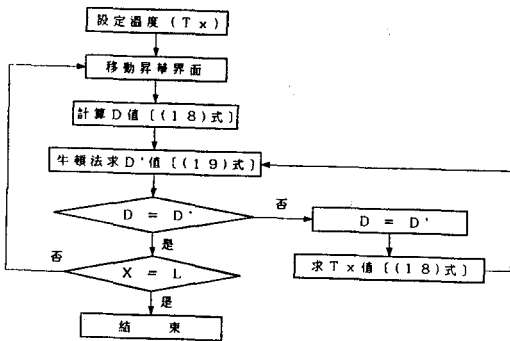 設定溫度(Tx)
移動昇華界面
計算D值[(18)式]
牛頓法求D'值[(19)式]
D = D'
否
D = D'
是
求Tx值[(18)式]
否
X = L
是
結 束